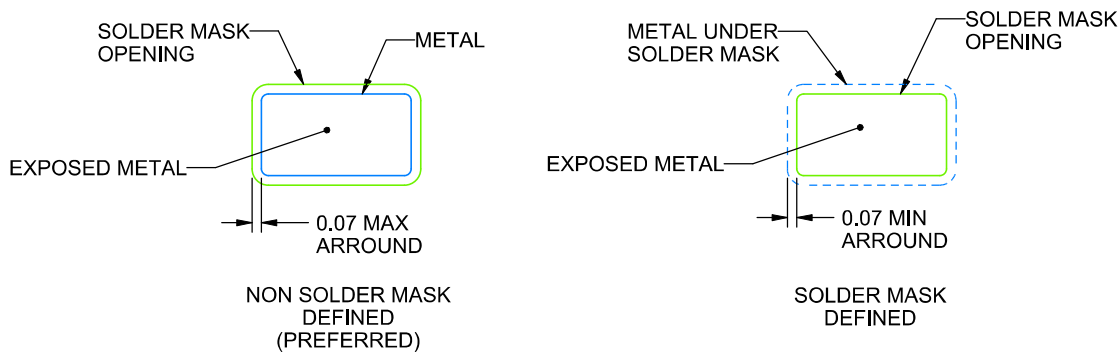 SOLDER MASK
OPENING
METAL
EXPOSED METAL
0.07 MAX
ARROUND
NON SOLDER MASK
DEFINED
(PREFERRED)
METAL UNDER
SOLDER MASK
SOLDER MASK
OPENING
EXPOSED METAL
0.07 MIN
ARROUND
SOLDER MASK
DEFINED